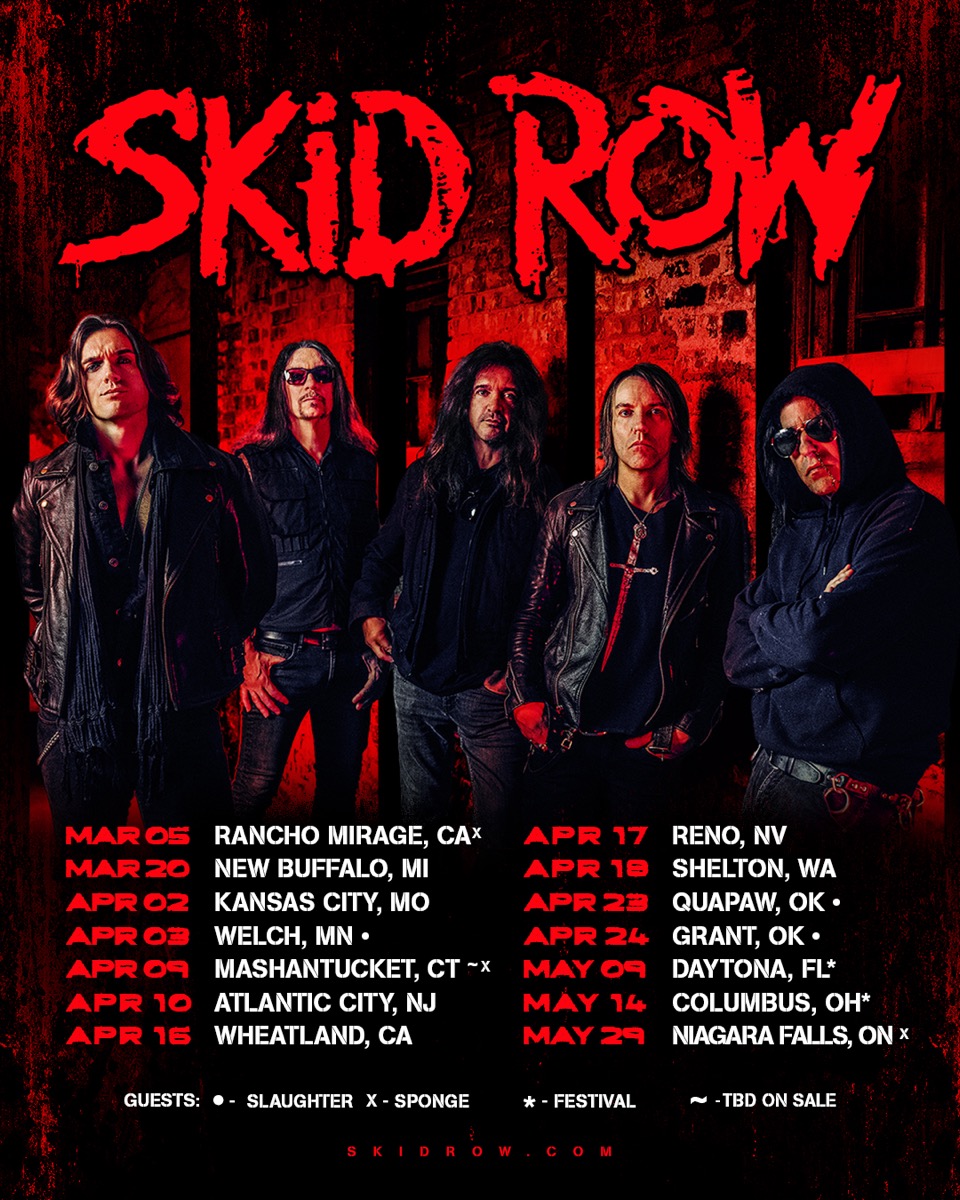 SKiD ROW
MAR 05 RANCHO MIRAGE, CA ˣ
MAR 20 NEW BUFFALO, MI
APR 02 KANSAS CITY, MO
APR 03 WELCH, MN •
APR 09 MASHANTUCKET, CT ~ ˣ
APR 10 ATLANTIC CITY, NJ
APR 16 WHEATLAND, CA
APR 17 RENO, NV
APR 18 SHELTON, WA
APR 23 QUAPAW, OK •
APR 24 GRANT, OK •
MAY 09 DAYTONA, FL*
MAY 14 COLUMBUS, OH*
MAY 29 NIAGARA FALLS, ON ˣ
GUESTS: • - SLAUGHTER X - SPONGE * - FESTIVAL ~ -TBD ON SALE
SKIDROW.COM